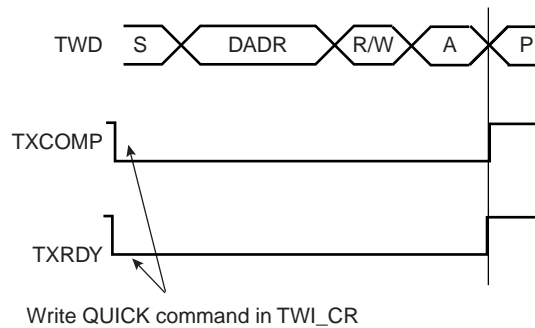 TWD S DADR R/W A P
TXCOMP
TXRDY
Write QUICK command in TWI_CR